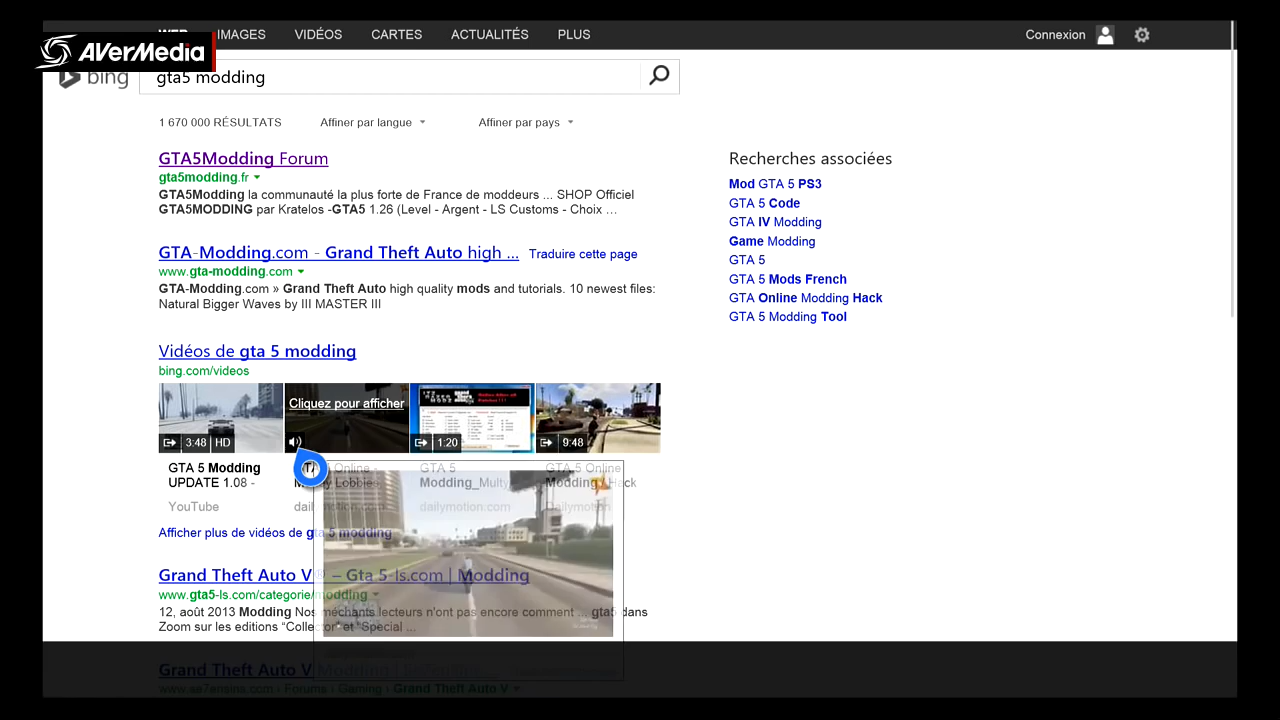 WEB IMAGES VIDÉOS CARTES ACTUALITÉS PLUS Connexion
AVerMedia
bing gta5 modding
1 670 000 RÉSULTATS Affiner par langue Affiner par pays
GTA5Modding Forum
gta5modding.fr
GTA5Modding la communauté la plus forte de France de moddeurs ... SHOP Officiel
GTA5MODDING par Kratelos -GTA5 1.26 (Level - Argent - LS Customs - Choix ...
GTA-Modding.com - Grand Theft Auto high ... Traduire cette page
www.gta-modding.com
GTA-Modding.com » Grand Theft Auto high quality mods and tutorials. 10 newest files:
Natural Bigger Waves by III MASTER III
Vidéos de gta 5 modding
bing.com/videos
Cliquez pour afficher
3:48 HD 1:20 9:48
GTA 5 Modding
UPDATE 1.08 -
YouTube
Online -
Lobbies,
GTA 5
Modding_Multy
dailymotion.com
GTA 5 Online
Modding / Hack
Dailymotion
Afficher plus de vidéos de gta 5 modding
Grand Theft Auto V® – Gta 5-ls.com | Modding
www.gta5-ls.com/categorie/modding
12, août 2013 Modding Nos méchants lecteurs n'ont pas encore comment ... gta5 dans
Zoom sur les editions "Collector" et "Special ...
Grand Theft Auto V Modding |
www.se7ensins.com › Forums › Gaming › Grand Theft Auto V
Recherches associées
Mod GTA 5 PS3
GTA 5 Code
GTA IV Modding
Game Modding
GTA 5
GTA 5 Mods French
GTA Online Modding Hack
GTA 5 Modding Tool